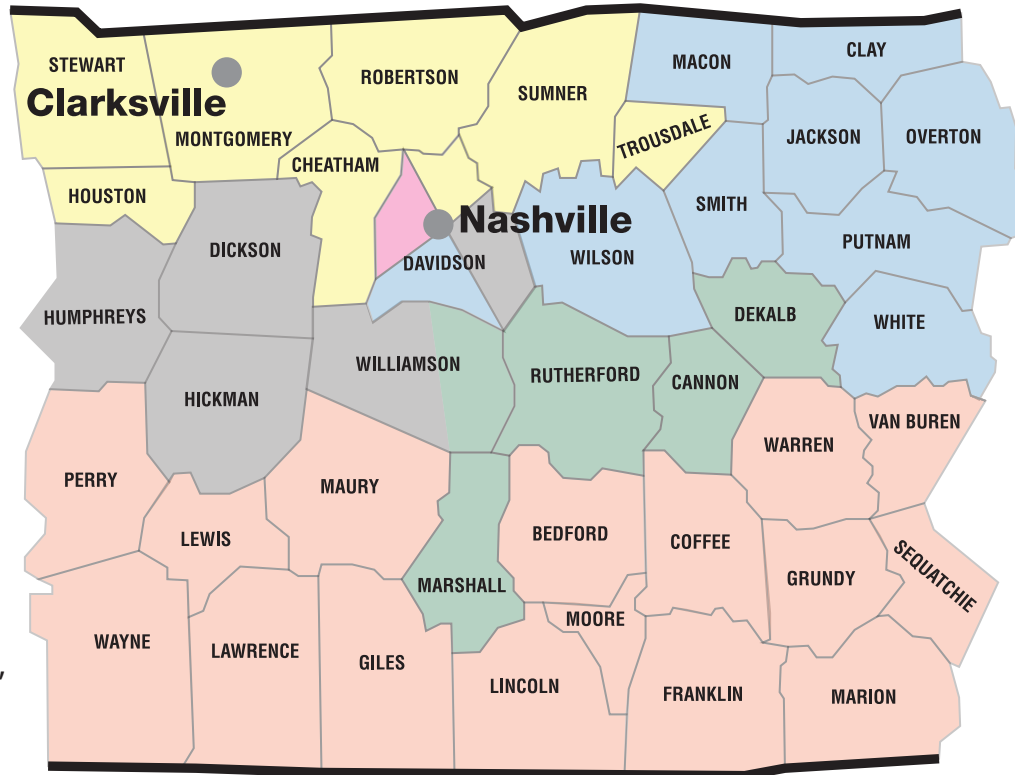 STEWART
Clarksville
MONTGOMERY
ROBERTSON
SUMNER
MACON
CLAY
TROUSDALE
JACKSON
OVERTON
HOUSTON
CHEATHAM
SMITH
PUTNAM
DICKSON
Nashville
DAVIDSON
WILSON
HUMPHREYS
DEKALB
WHITE
WILLIAMSON
RUTHERFORD
CANNON
HICKMAN
WARREN
VAN BUREN
PERRY
MAURY
LEWIS
BEDFORD
COFFEE
SEQUATCHIE
GRUNDY
MARSHALL
MOORE
WAYNE
LAWRENCE
GILES
LINCOLN
FRANKLIN
MARION
,